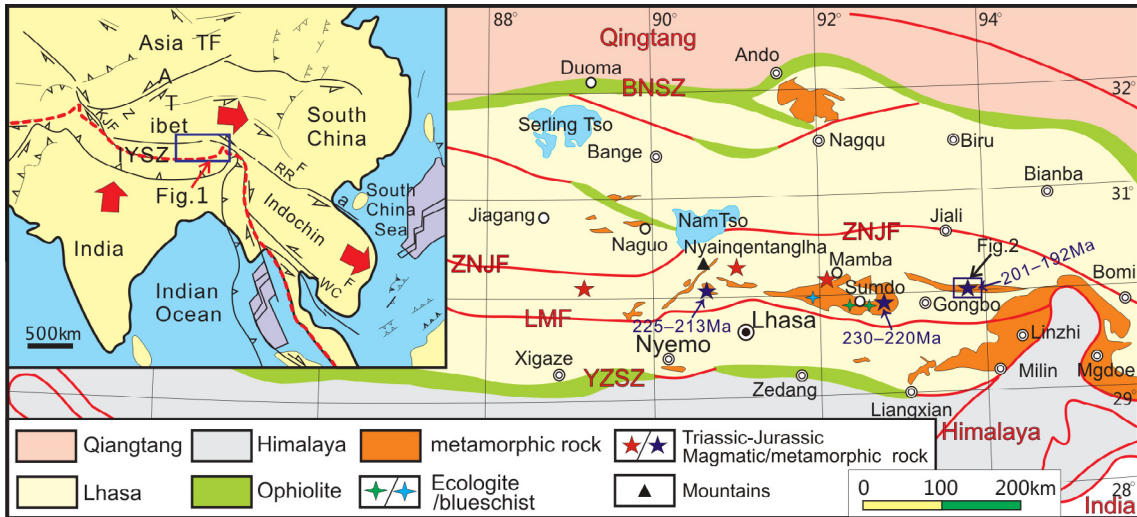 Asia TF
A
T
ibet
KJF
Z
YSZ
Fig.1
South
China
RR
F
South
China
Sea
a
Indochin
India
Indian
Ocean
WC
F
500km
88°
90°
92°
94°
Qingtang
Duoma
Ando
BNSZ
32°
Serling Tso
Bange
Nagqu
Biru
Bianba
31°
Jiagang
NamTso
Jiali
Naguo
Nyainqentanglha
ZNJF
Fig.2
ZNJF
Mamba
201–192Ma
Bomi
Sumdo
Gongbo
LMF
225–213Ma
Lhasa
230–220Ma
Linzhi
Nyemo
Xigaze
YZSZ
Zedang
Milin
Mgdoe
Liangxian
29°
Himalaya
Qiangtang
Himalaya
metamorphic rock
Triassic-Jurassic
Magmatic/metamorphic rock
Lhasa
Ophiolite
Ecologite
/blueschist
Mountains
0
100
200km
28°
India